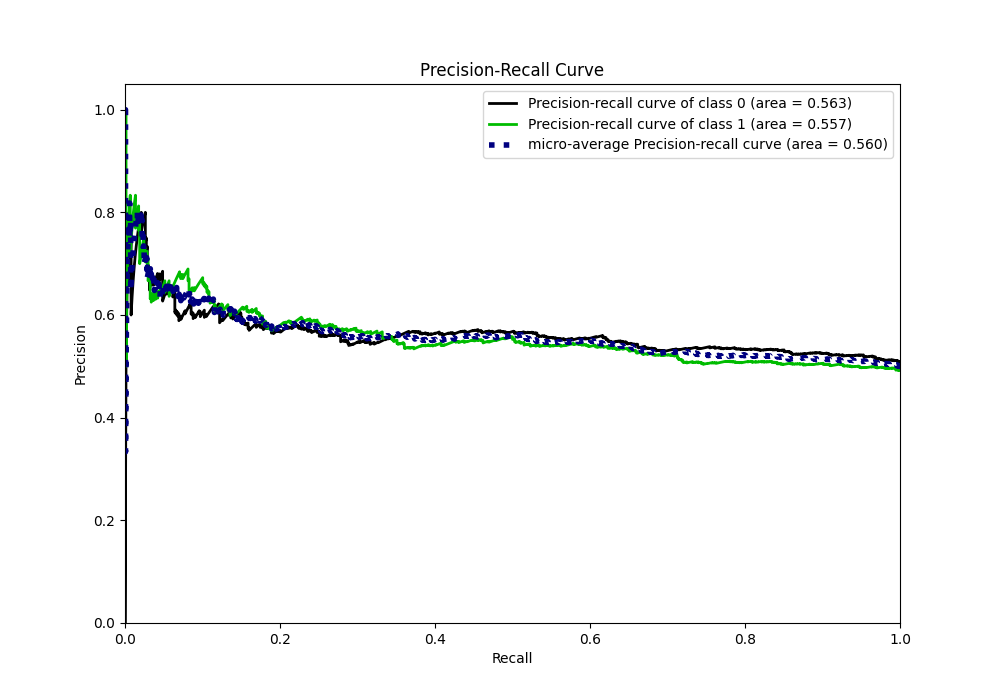 Precision-Recall Curve
Precision-recall curve of class 0 (area = 0.563)
Precision-recall curve of class 1 (area = 0.557)
micro-average Precision-recall curve (area = 0.560)
Precision
1.0
0.8
0.6
0.4
0.2
0.0
0.0 0.2 0.4 0.6 0.8 1.0
Recall